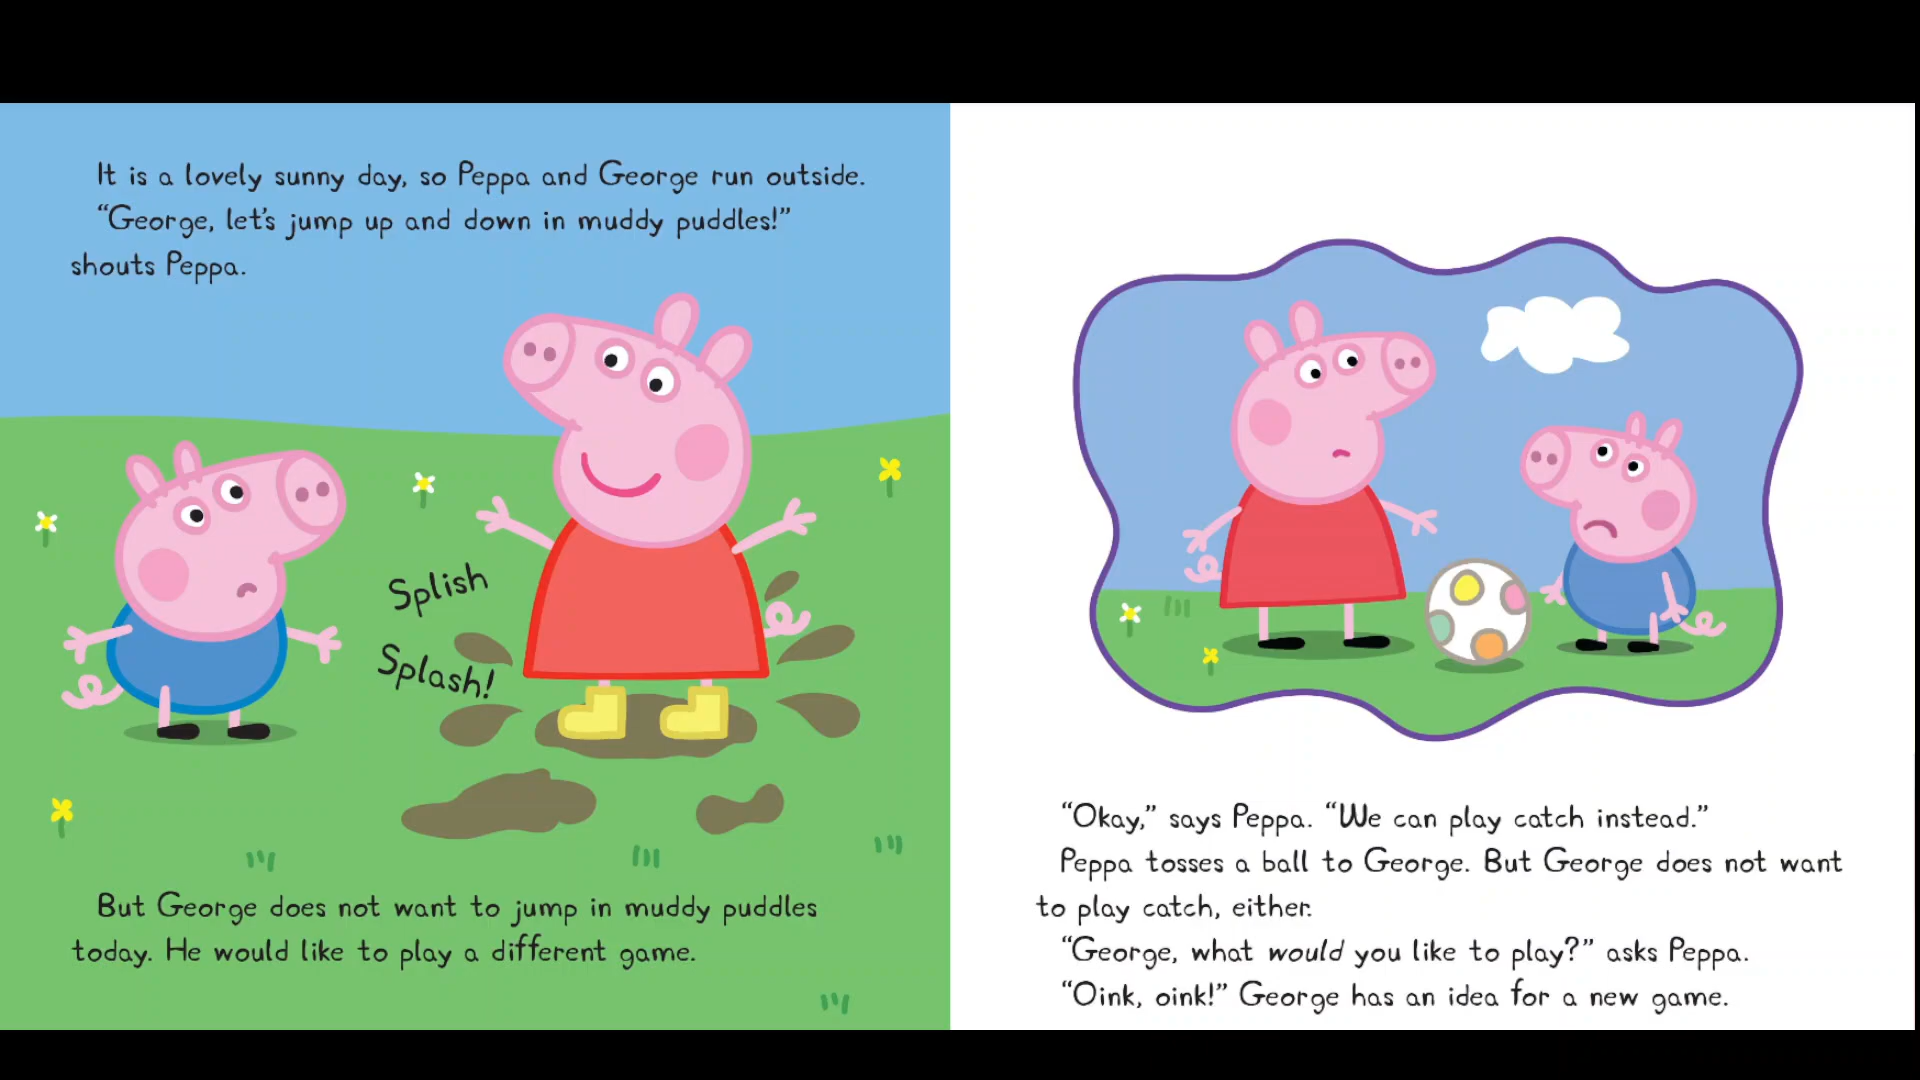 It is a lovely sunny day, so Peppa and George run outside.
“George, let’s jump up and down in muddy puddles!”
shouts Peppa.
Splish
Splash!
But George does not want to jump in muddy puddles
today. He would like to play a different game.
“Okay,” says Peppa. “We can play catch instead.”
Peppa tosses a ball to George. But George does not want
to play catch, either.
“George, what would you like to play?” asks Peppa.
“Oink, oink!” George has an idea for a new game.